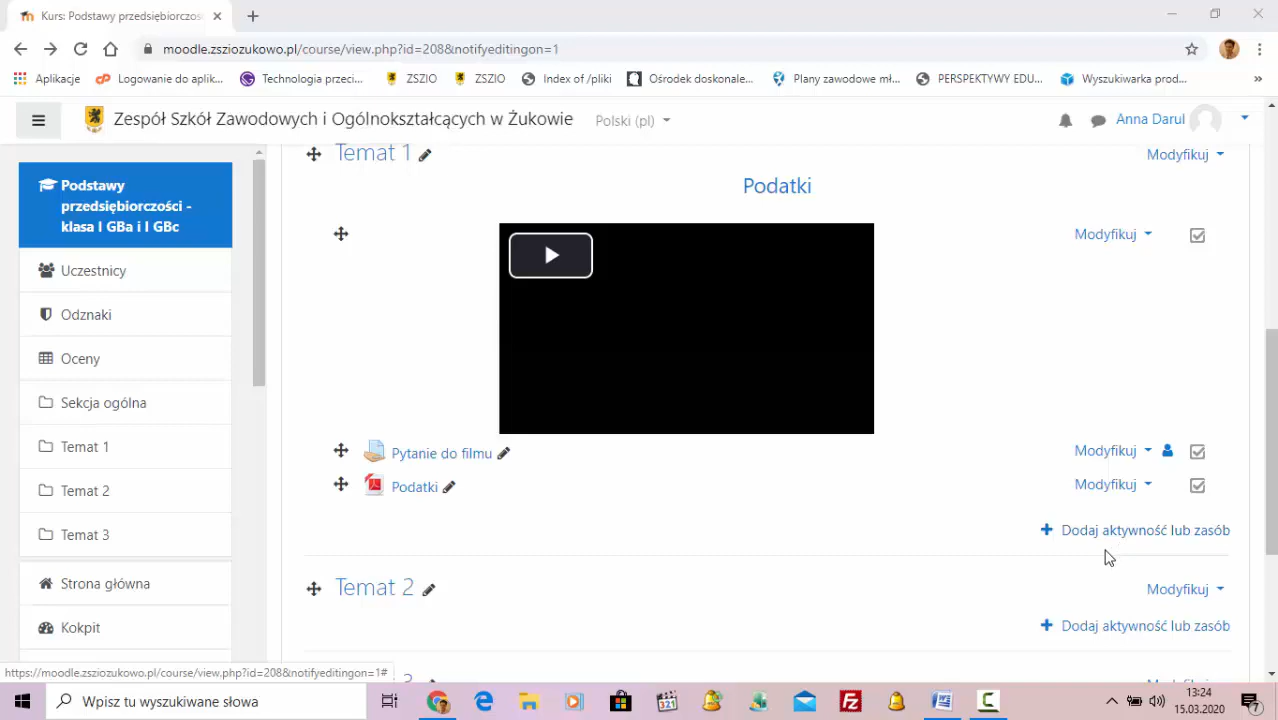 Kurs: Podstawy przedsiębiorczoś
moodle.zsziozukowo.pl/course/view.php?id=208&notifyeditingon=1
Aplikacje Logowanie do aplik... Technologia przeci... ZSZIO ZSZIO Index of /pliki Ośrodek doskonale... Plany zawodowe mł... PERSPEKTYWY EDU... Wyszukiwarka prod... »
Zespół Szkół Zawodowych i Ogólnokształcących w Żukowie Polski (pl) Anna Darul
Podstawy przedsiębiorczości - klasa I GBa i I GBc
Uczestnicy
Odznaki
Oceny
Sekcja ogólna
Temat 1
Temat 2
Temat 3
Strona główna
Kokpit
Temat 1 Modyfikuj
Podatki
Modyfikuj
Pytanie do filmu Modyfikuj
Podatki Modyfikuj
Dodaj aktywność lub zasób
Temat 2 Modyfikuj
Dodaj aktywność lub zasób
https://moodle.zsziozukowo.pl/course/view.php?id=208&notifyeditingon=1#
Wpisz tu wyszukiwane słowa
321
13:24
15.03.2020
7